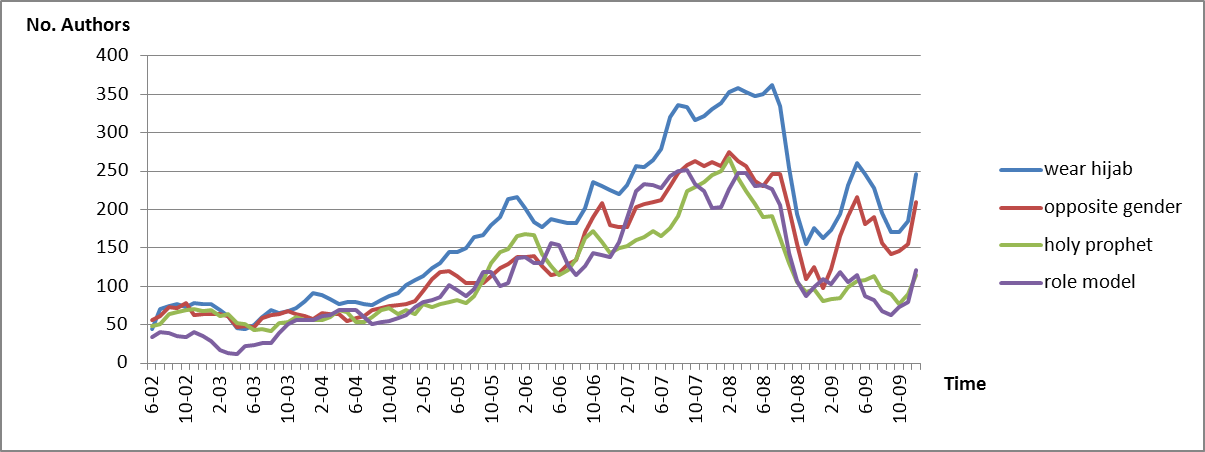 No. Authors
400
350
300
250
200
150
100
50
0
6-02 10-02 2-03 6-03 10-03 2-04 6-04 10-04 2-05 6-05 10-05 2-06 6-06 10-06 2-07 6-07 10-07 2-08 6-08 10-08 2-09 6-09 10-09
Time
wear hijab
opposite gender
holy prophet
role model